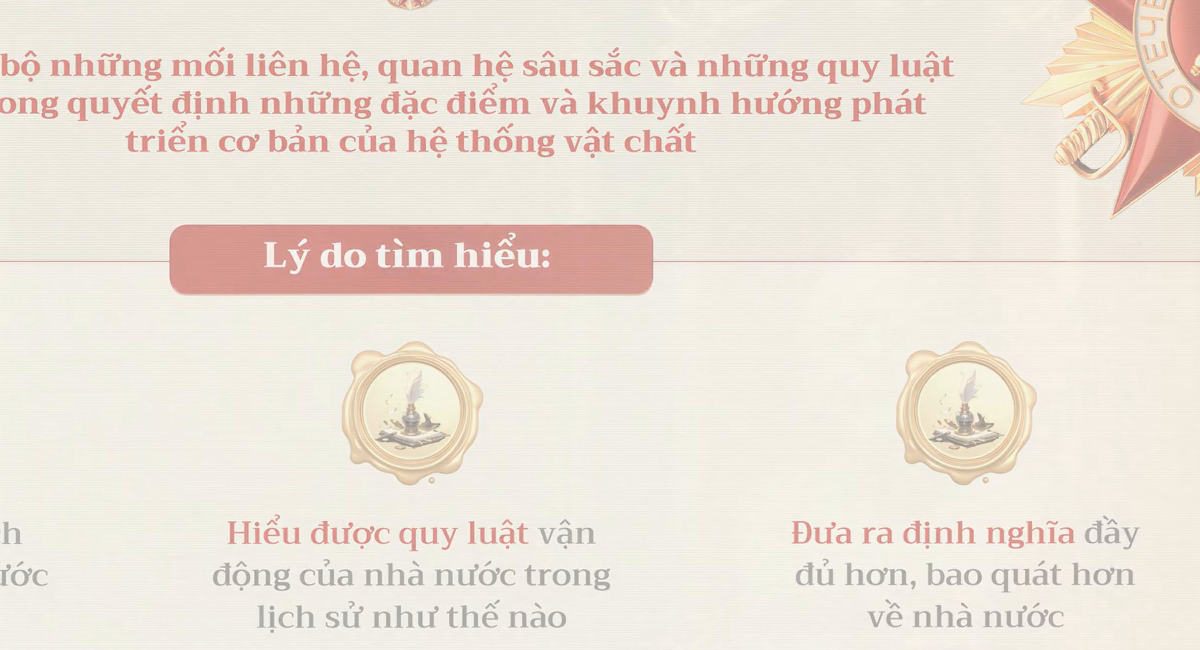 bộ những mối liên hệ, quan hệ sâu sắc và những quy luật
quyết định những đặc điểm và khuynh hướng phát
triển cơ bản của hệ thống vật chất
Lý do tìm hiểu:
Hiểu được quy luật vận
động của nhà nước trong
lịch sử như thế nào
Đưa ra định nghĩa đầy
đủ hơn, bao quát hơn
về nhà nước